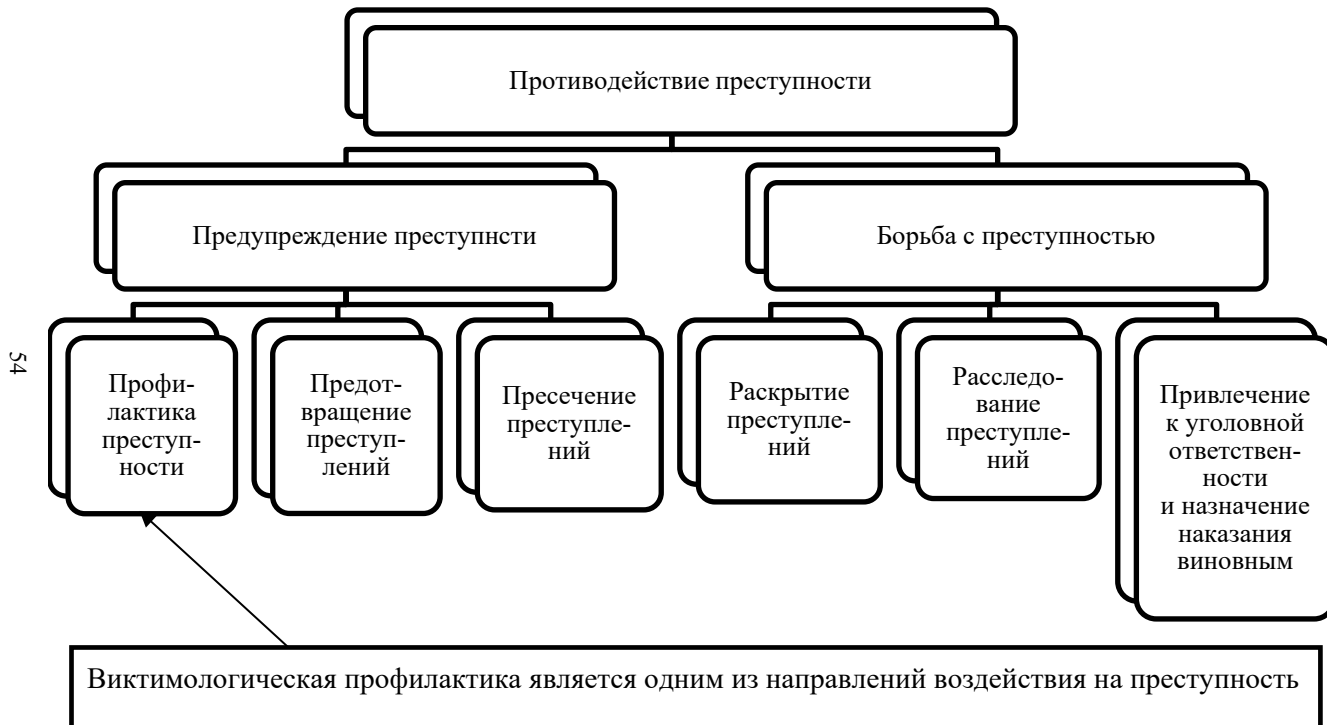 Противодействие преступности
Предупреждение преступнсти
Борьба с преступностью
Профи-
лактика
преступ-
ности
Предот-
вращение
преступ-
лений
Пресечение
преступле-
ний
Раскрытие
преступле-
ний
Расследо-
вание
преступле-
ний
Привлечение
к уголовной
ответствен-
ности
и назначение
наказания
виновным
54
Виктимологическая профилактика является одним из направлений воздействия на преступность